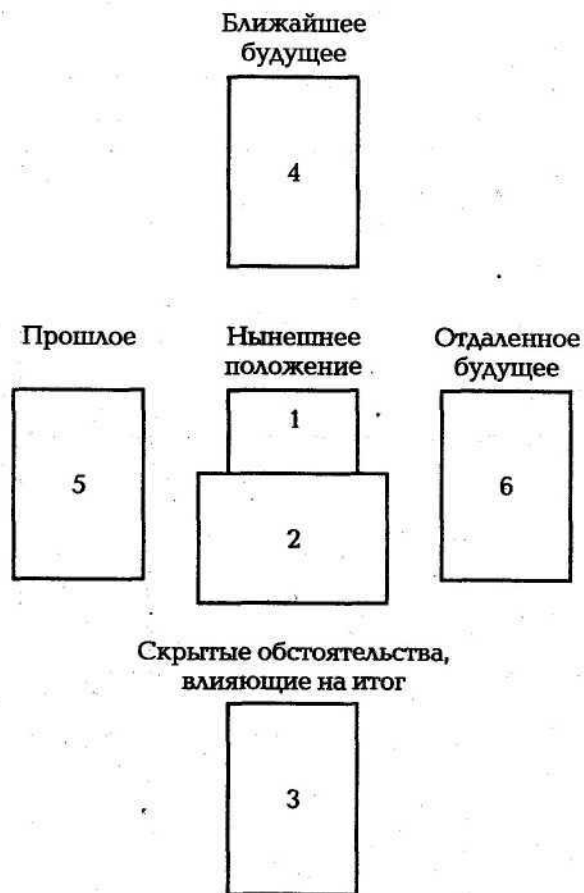 Ближайшее
будущее
4
Прошлое
Нынешнее
положение
Отдаленное
будущее
1
5
2
6
Скрытые обстоятельства,
влияющие на итог
3